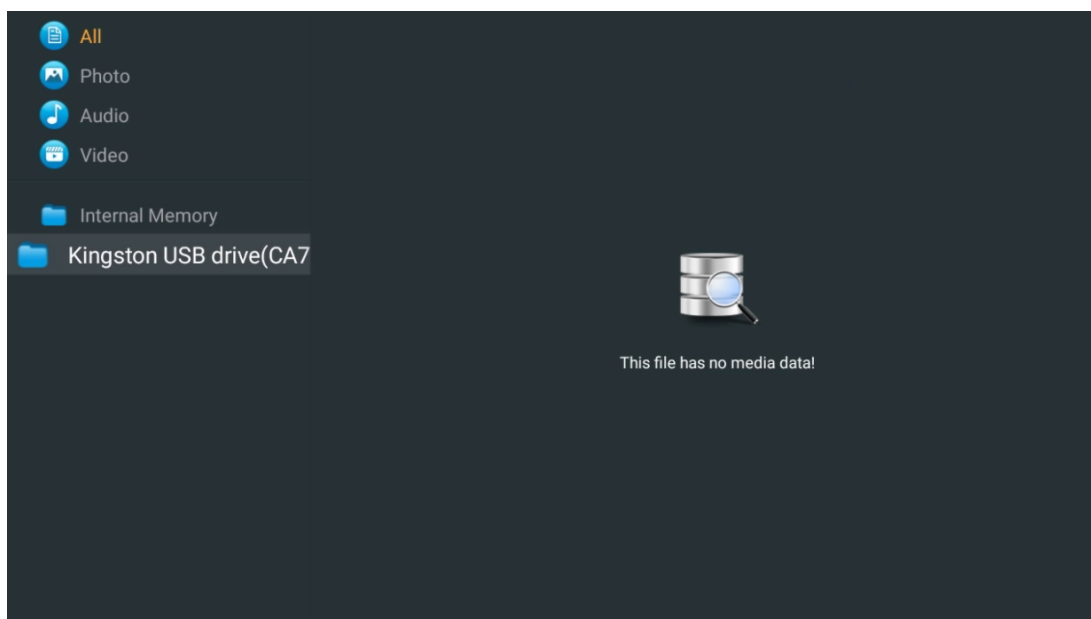 All
Photo
Audio
Video
Internal Memory
Kingston USB drive(CA7
This file has no media data!